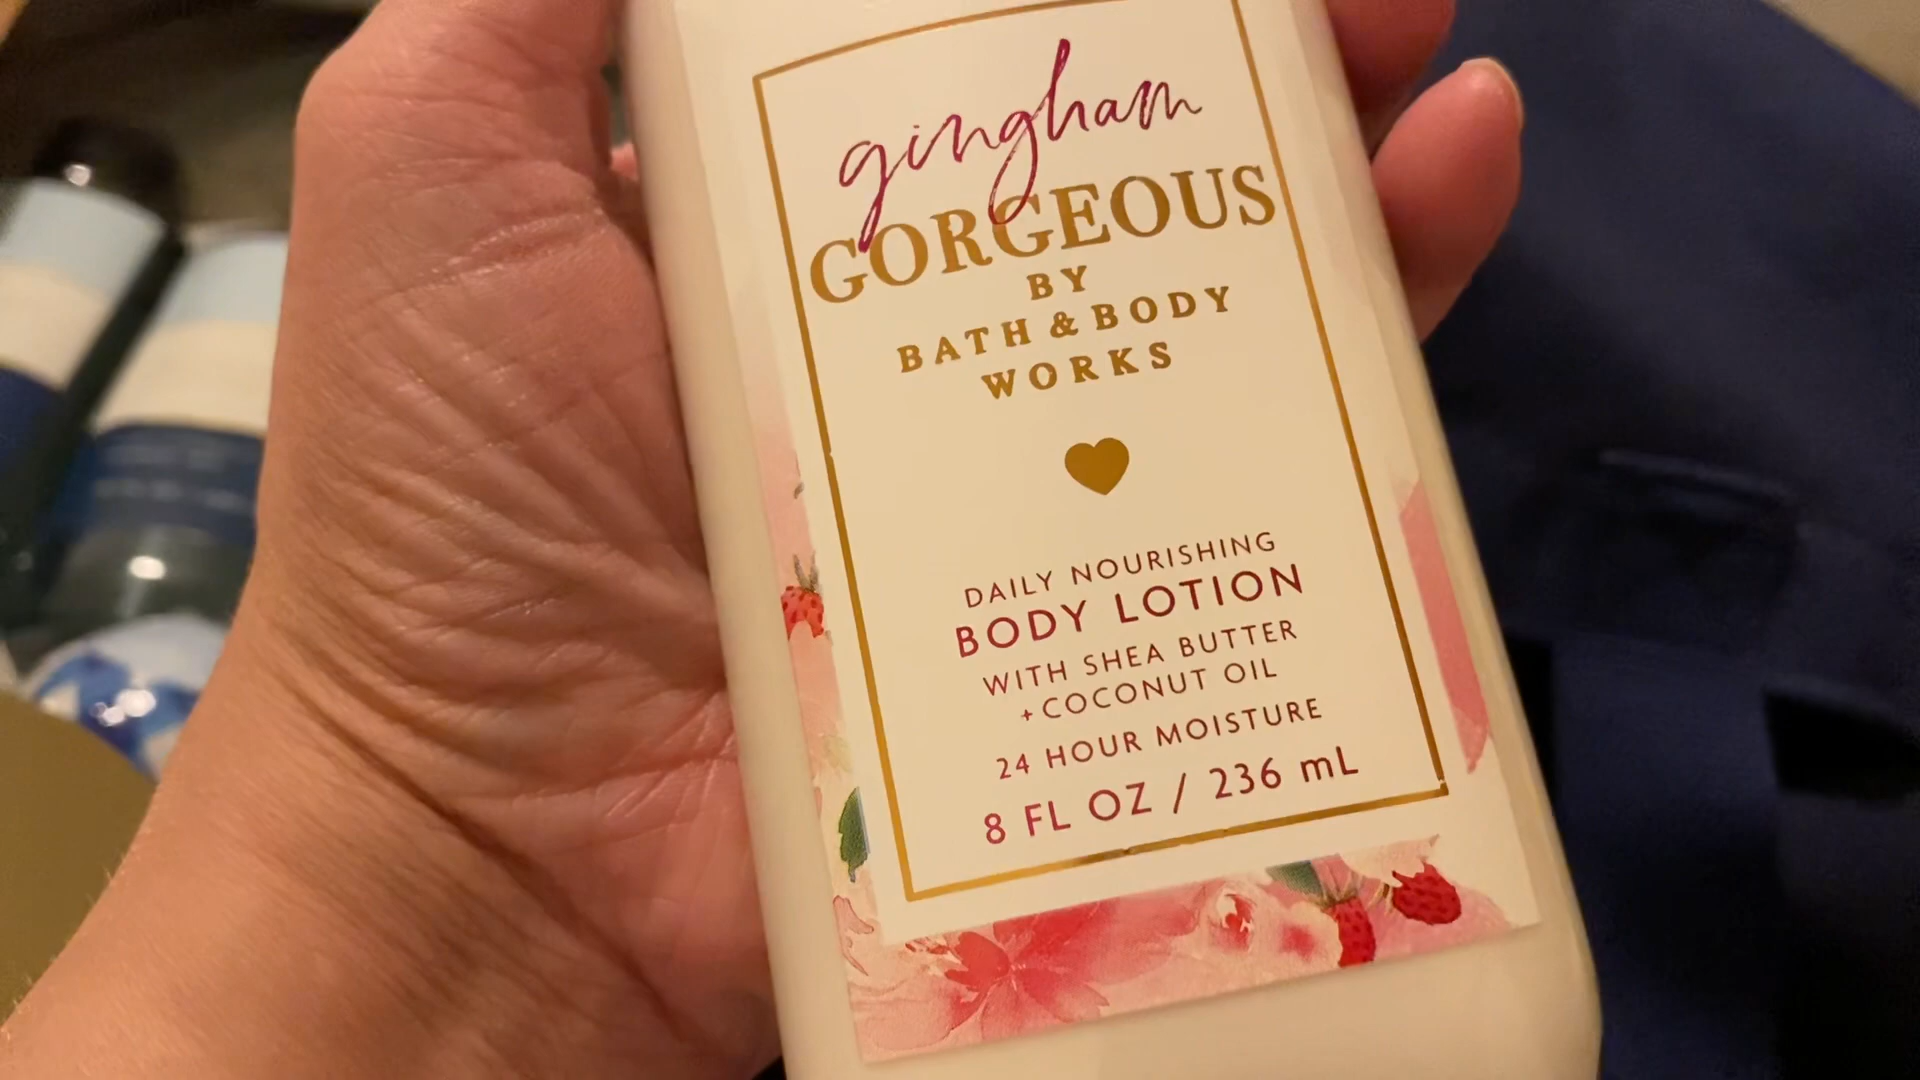 gingham
GORGEOUS
BY
BATH & BODY
WORKS
DAILY NOURISHING
BODY LOTION
WITH SHEA BUTTER
+ COCONUT OIL
24 HOUR MOISTURE
8 FL OZ / 236 mL